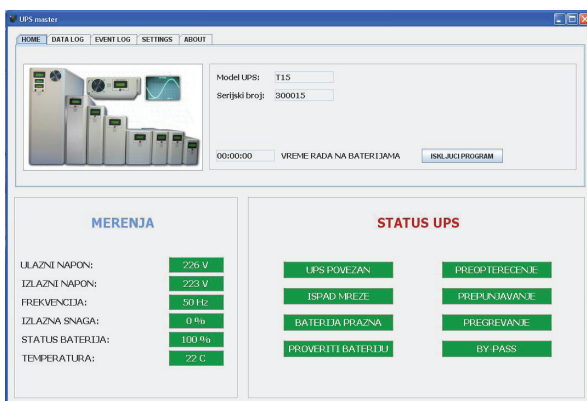 UPS master
HOME DATA LOG EVENT LOG SETTINGS ABOUT
Model UPS: T15
Serijski broj: 300015
00:00:00 VREME RADA NA BATERIJAMA ISKLJUCI PROGRAM
MERENJA
ULAZNI NAPON: 226 V
IZLAZNI NAPON: 223 V
FREKVENCIJA: 50 Hz
IZLAZNA SNAGA: 0 %
STATUS BATERIJA: 100 %
TEMPERATURA: 22 C
STATUS UPS
UPS POVEZAN PREOPTERECENJE
ISPAD MREZE PREPUNJAVANJE
BATERIJA PRAZNA PREGREVANJE
PROVERITI BATERIJU BY-PASS